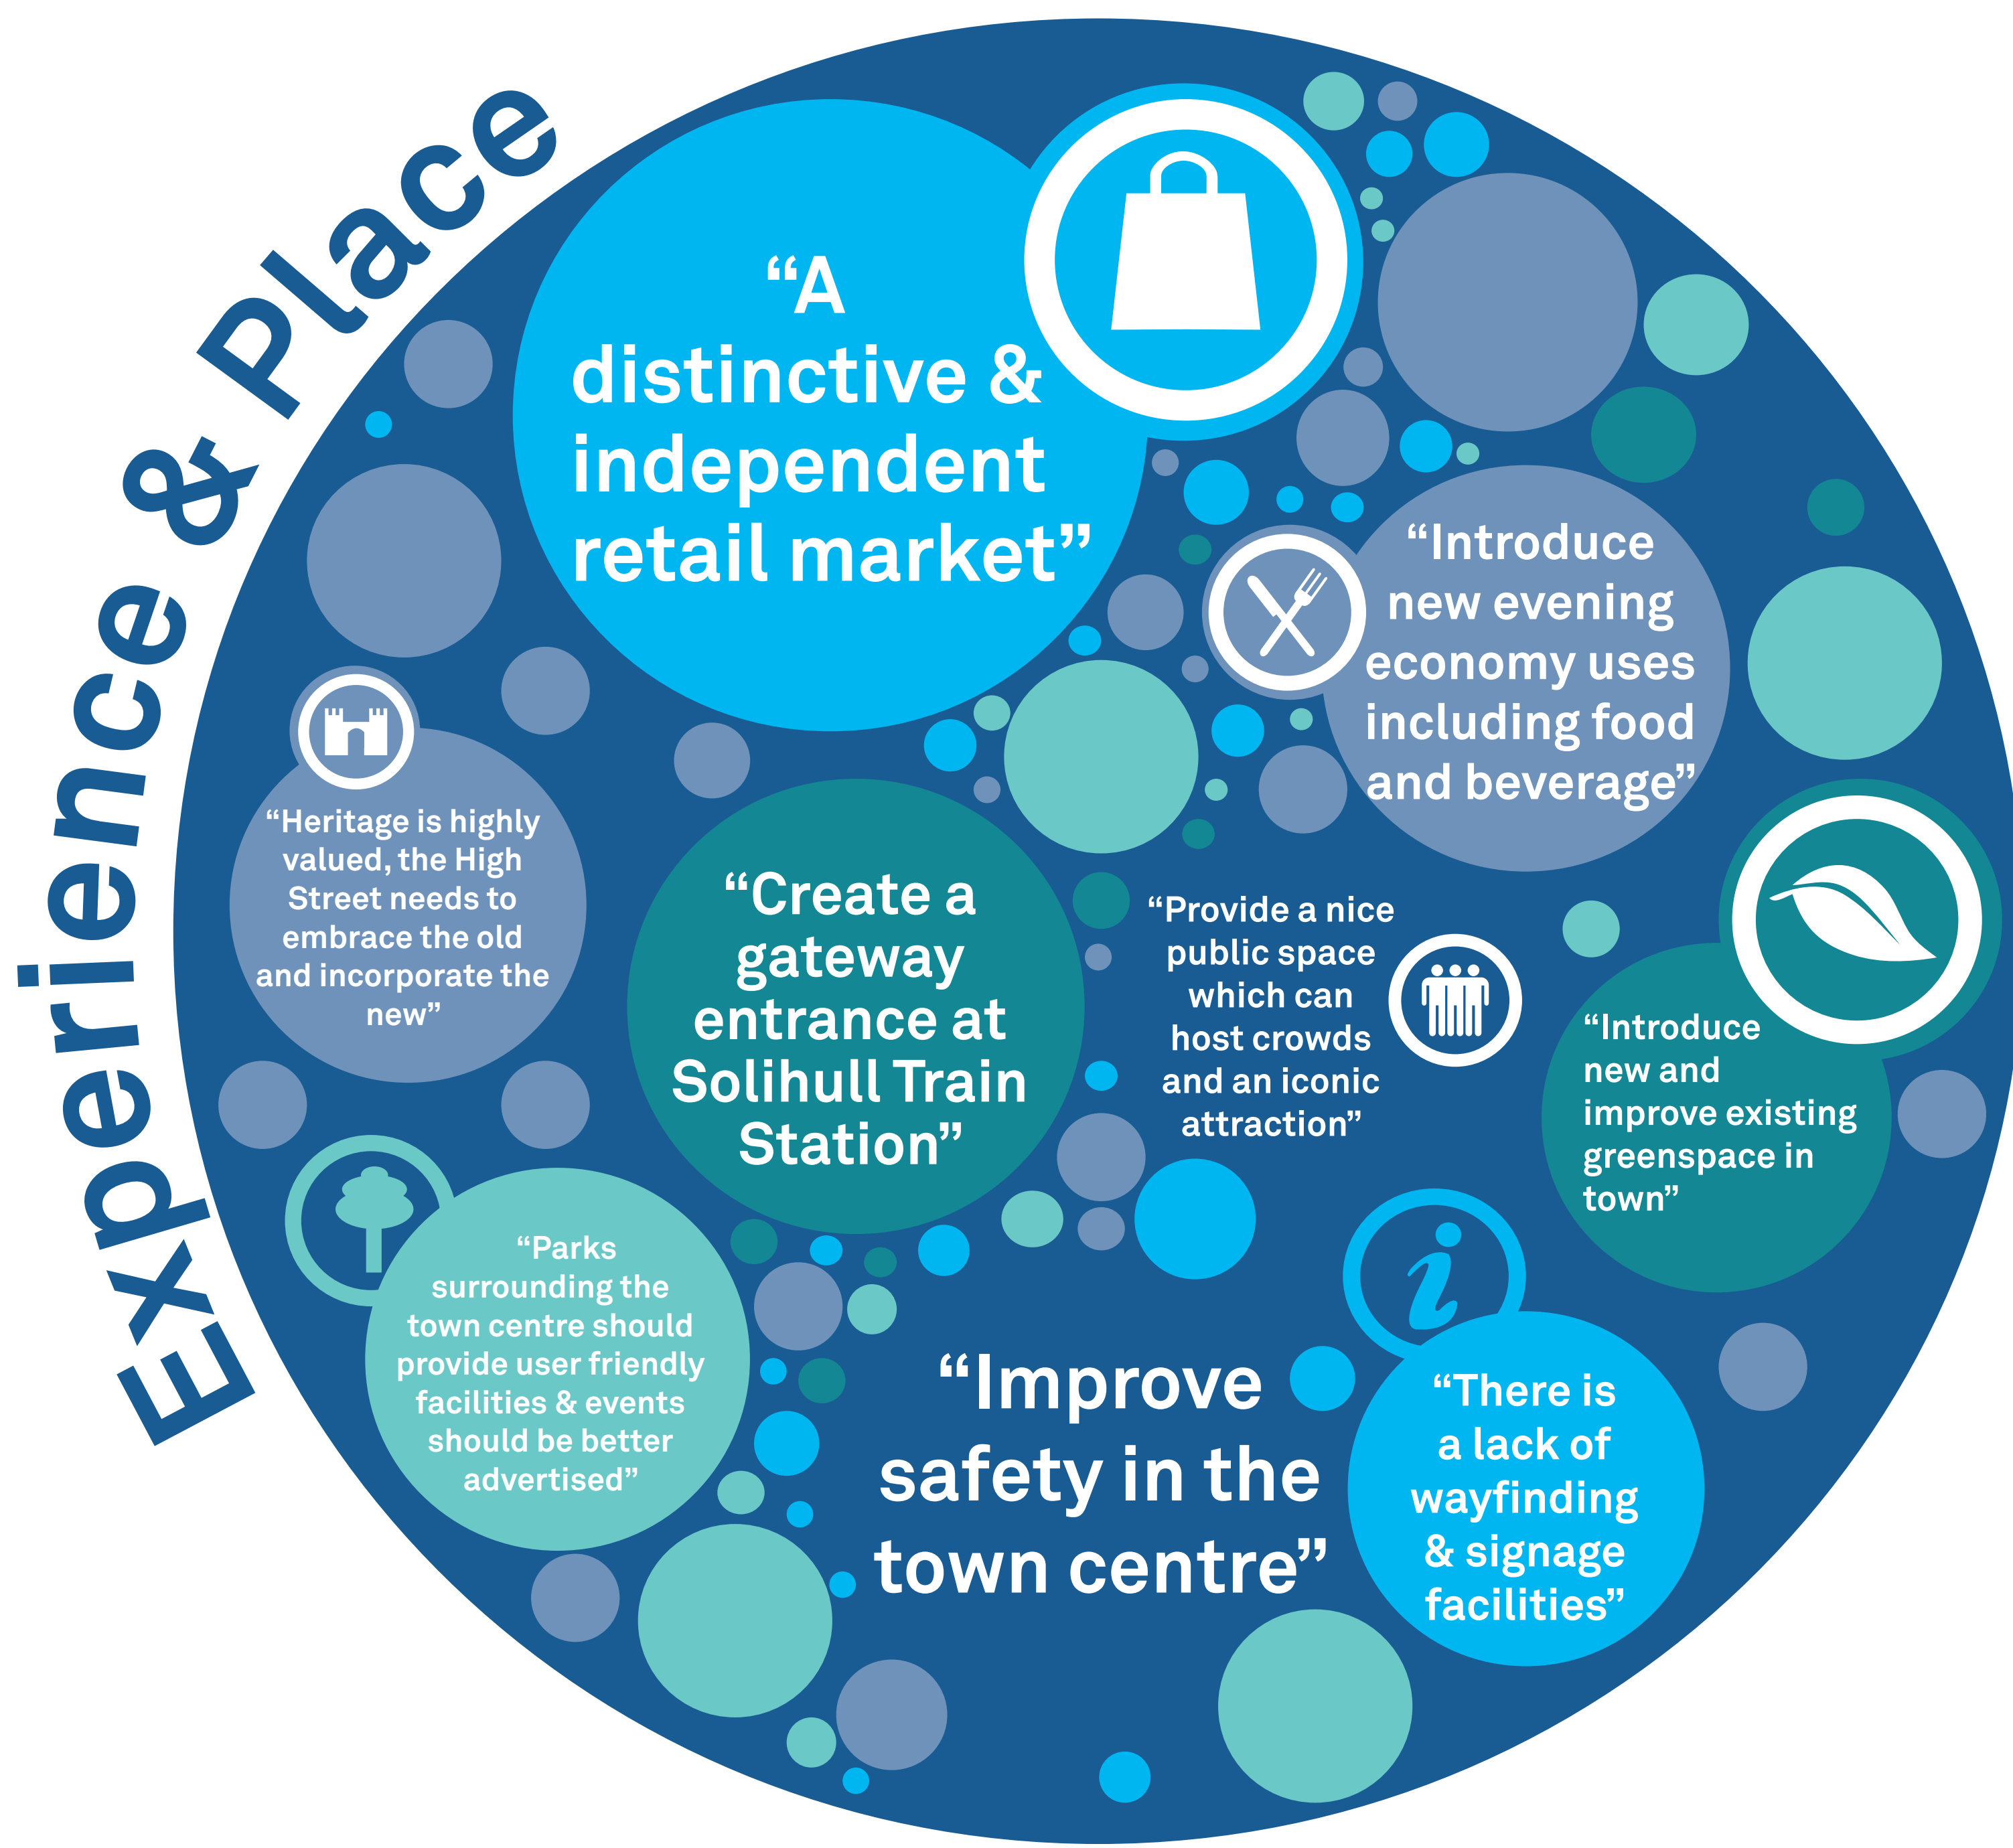 Experience & Place
“A
distinctive &
independent
retail market”
“Introduce
new evening
economy uses
including food
and beverage”
“Heritage is highly
valued, the High
Street needs to
embrace the old
and incorporate the
new”
“Create a
gateway
entrance at
Solihull Train
Station”
“Provide a nice
public space
which can
host crowds
and an iconic
attraction”
“Introduce
new and
improve existing
greenspace in
town”
“Parks
surrounding the
town centre should
provide user friendly
facilities & events
should be better
advertised”
“Improve
safety in the
town centre”
i
“There is
a lack of
wayfinding
& signage
facilities”